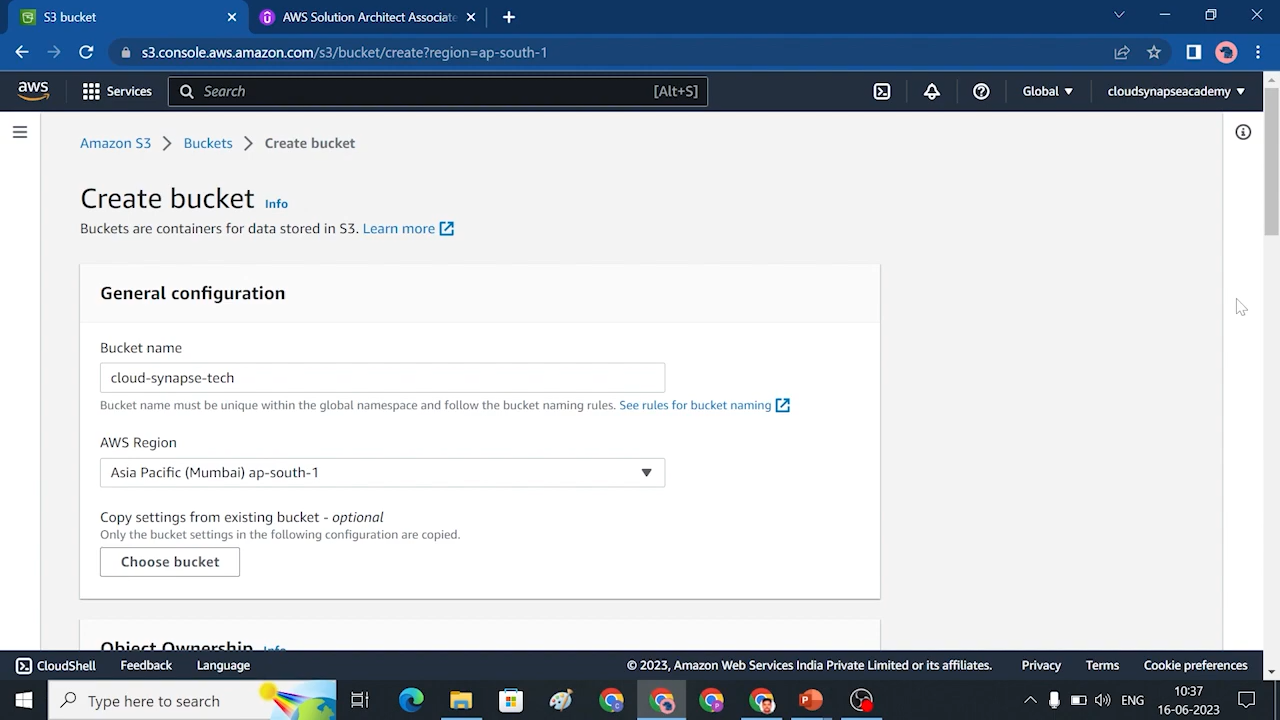 S3 bucket
AWS Solution Architect Associate
s3.console.aws.amazon.com/s3/bucket/create?region=ap-south-1
aws
Services
Search
[Alt+S]
Global
cloudsynapseacademy
Amazon S3 > Buckets > Create bucket
Create bucket Info
Buckets are containers for data stored in S3. Learn more
General configuration
Bucket name
cloud-synapse-tech
Bucket name must be unique within the global namespace and follow the bucket naming rules. See rules for bucket naming
AWS Region
Asia Pacific (Mumbai) ap-south-1
Copy settings from existing bucket - optional
Only the bucket settings in the following configuration are copied.
Choose bucket
Object Ownership Info
CloudShell
Feedback
Language
© 2023, Amazon Web Services India Private Limited or its affiliates.
Privacy
Terms
Cookie preferences
Type here to search
ENG
10:37
16-06-2023